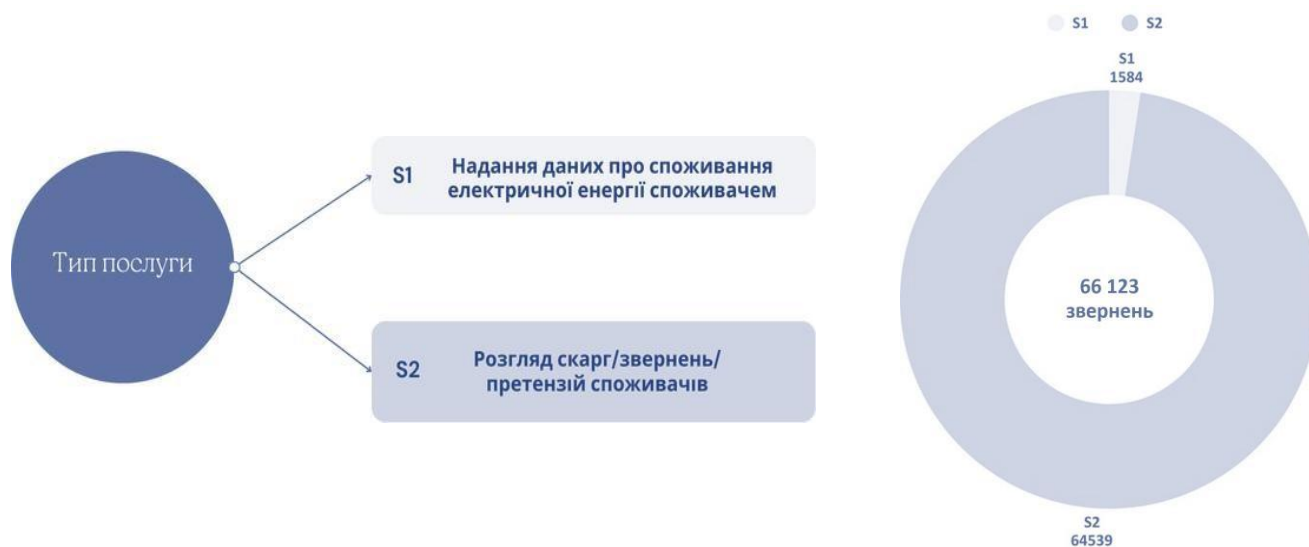 Тип послуги
S1
Надання даних про споживання
електричної енергії споживачем
S2
Розгляд скарг/звернень/
претензій споживачів
S1
S2
S1
1584
66 123
звернень
S2
64539